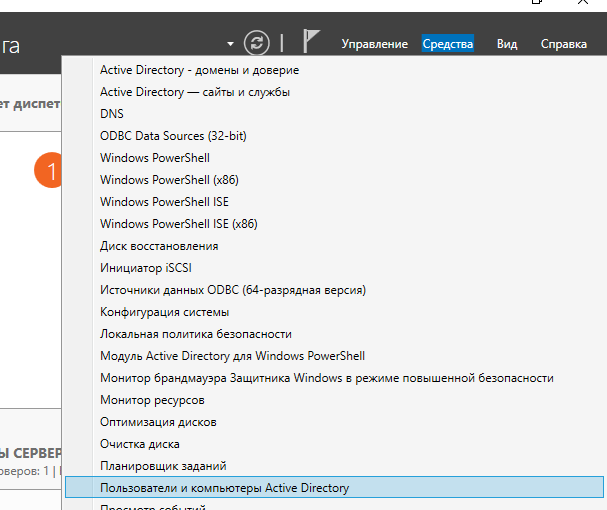 га
Управление Средства Вид Справка
ет диспет
1
Active Directory - домены и доверие
Active Directory — сайты и службы
DNS
ODBC Data Sources (32-bit)
Windows PowerShell
Windows PowerShell (x86)
Windows PowerShell ISE
Windows PowerShell ISE (x86)
Диск восстановления
Инициатор iSCSI
Источники данных ODBC (64-разрядная версия)
Конфигурация системы
Локальная политика безопасности
Модуль Active Directory для Windows PowerShell
Монитор брандмауэра Защитника Windows в режиме повышенной безопасности
Монитор ресурсов
Оптимизация дисков
Очистка диска
Ы СЕРВЕР
Планировщик заданий
рверов: 1 |
Пользователи и компьютеры Active Directory
Просмотр событий